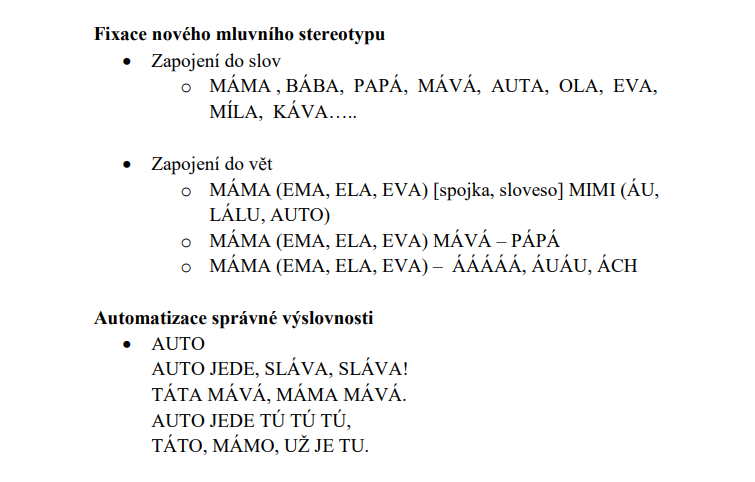 Fixace nového mluvního stereotypu
• Zapojení do slov
o MÁMA , BÁBA, PAPÁ, MÁVÁ, AUTA, OLA, EVA,
MÍLA, KÁVA…..
• Zapojení do vět
o MÁMA (EMA, ELA, EVA) [spojka, sloveso] MIMI (ÁU,
LÁLU, AUTO)
o MÁMA (EMA, ELA, EVA) MÁVÁ – PÁPÁ
o MÁMA (EMA, ELA, EVA) – ÁÁÁÁÁ, ÁUÁU, ÁCH
Automatizace správné výslovnosti
• AUTO
AUTO JEDE, SLÁVA, SLÁVA!
TÁTA MÁVÁ, MÁMA MÁVÁ.
AUTO JEDE TÚ TÚ TÚ,
TÁTO, MÁMO, UŽ JE TU.